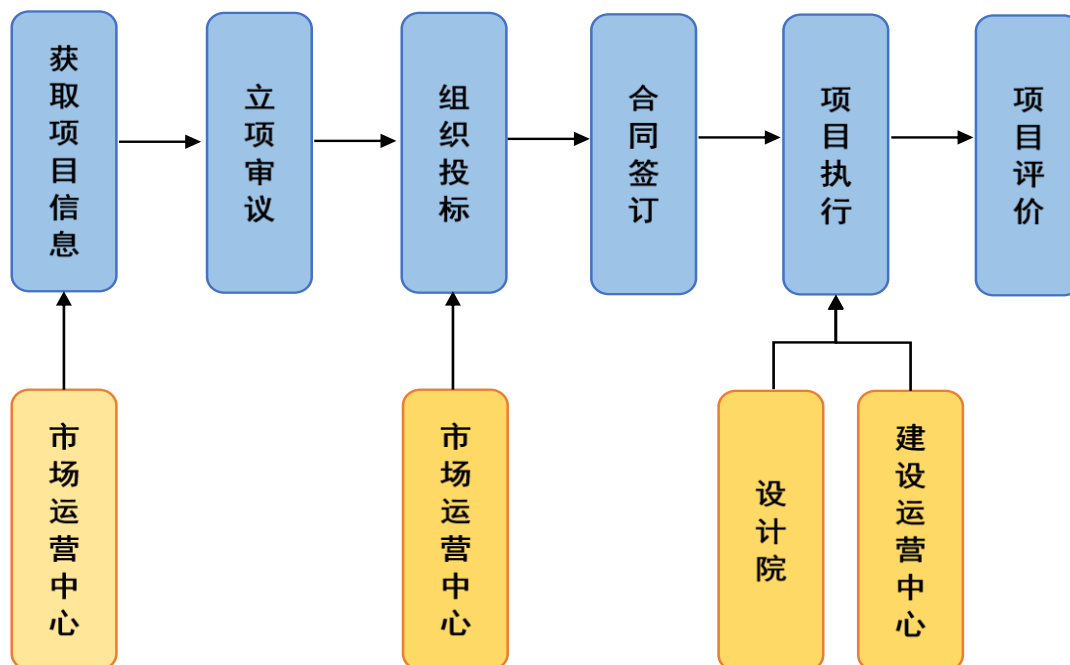 获取项目信息
立项审议
组织投标
合同签订
项目执行
项目评价
市场运营中心
市场运营中心
设计院
建设运营中心